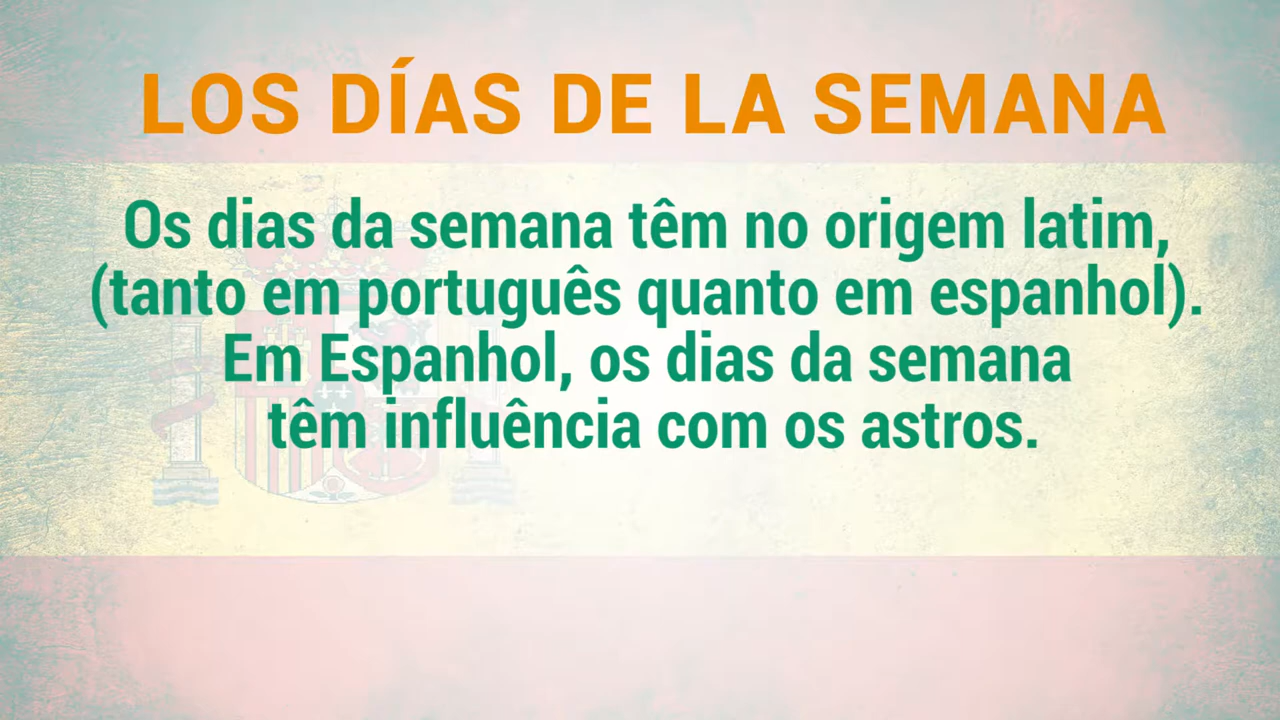 LOS DÍAS DE LA SEMANA
Os dias da semana têm no origem latim,
(tanto em português quanto em espanhol).
Em Espanhol, os dias da semana
têm influência com os astros.